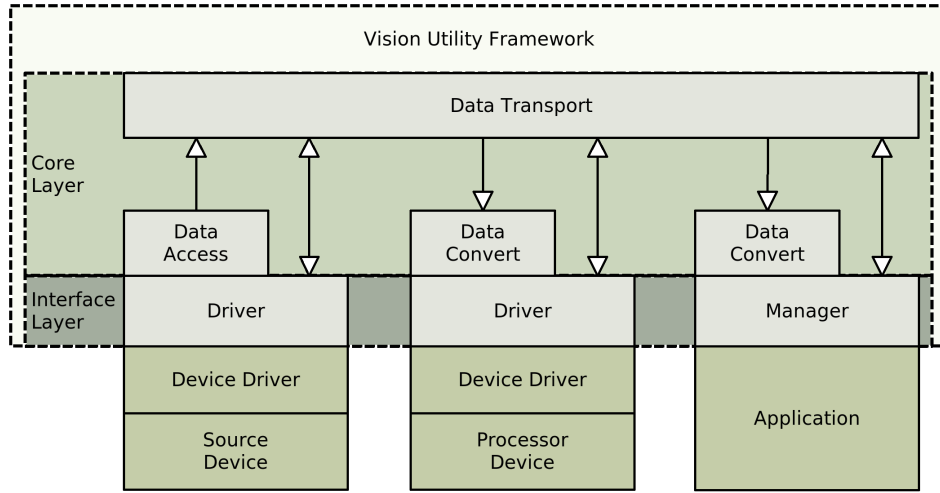 Vision Utility Framework
Data Transport
Core
Layer
Data
Access
Data
Convert
Data
Convert
Interface
Layer
Driver
Driver
Manager
Device Driver
Device Driver
Application
Source
Device
Processor
Device